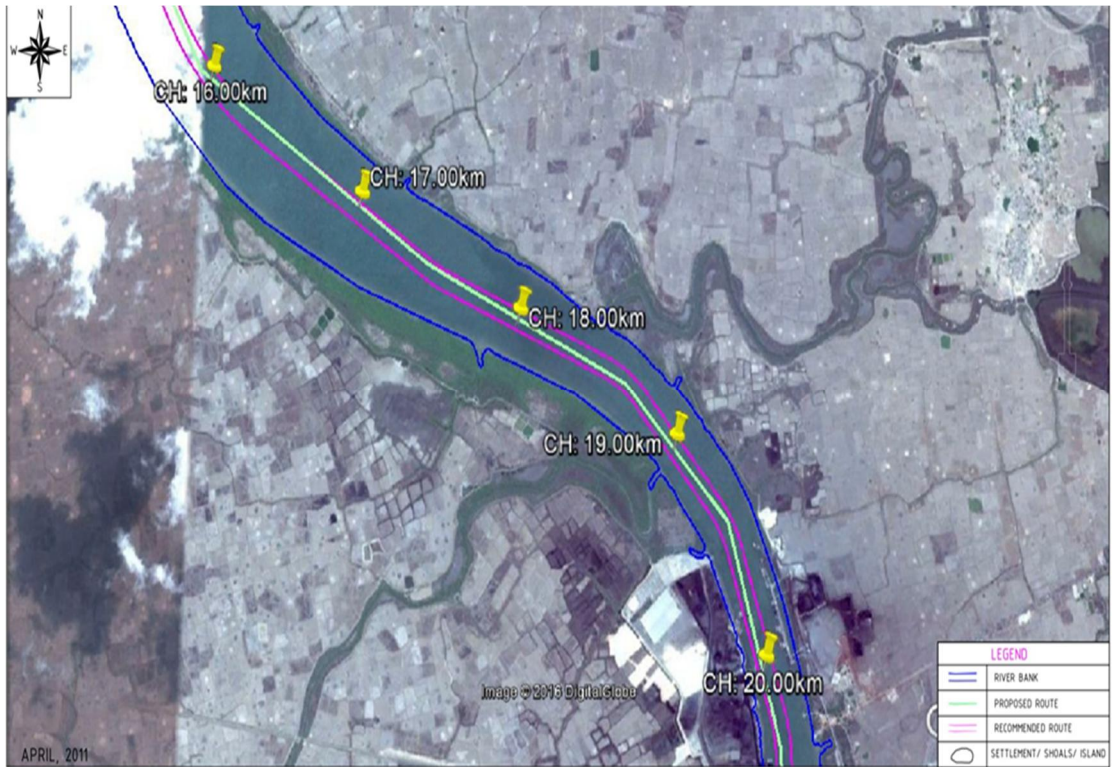 N
W E
S
CH: 16.00km
CH: 17.00km
CH: 18.00km
CH: 19.00km
CH: 20.00km
Image © 2016 DigitalGlobe
APRIL, 2011
LEGEND
RIVER BANK
PROPOSED ROUTE
RECOMMENDED ROUTE
SETTLEMENT/ SHOALS/ ISLAND